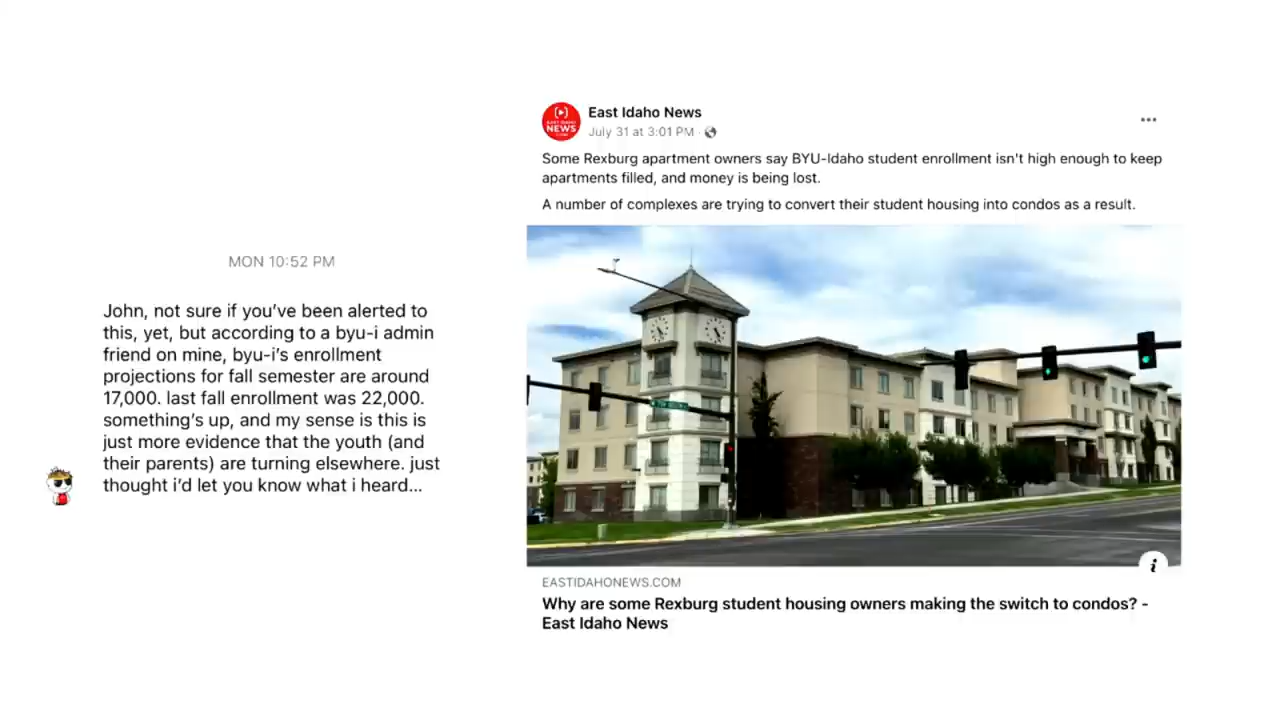 MON 10:52 PM
John, not sure if you’ve been alerted to
this, yet, but according to a byu-i admin
friend on mine, byu-i’s enrollment
projections for fall semester are around
17,000. last fall enrollment was 22,000.
something’s up, and my sense is this is
just more evidence that the youth (and
their parents) are turning elsewhere. just
thought i’d let you know what i heard...
East Idaho News
July 31 at 3:01 PM ·
Some Rexburg apartment owners say BYU-Idaho student enrollment isn't high enough to keep
apartments filled, and money is being lost.
A number of complexes are trying to convert their student housing into condos as a result.
EASTIDAHONEWS.COM
Why are some Rexburg student housing owners making the switch to condos? -
East Idaho News
EAST IDAHO
NEWS